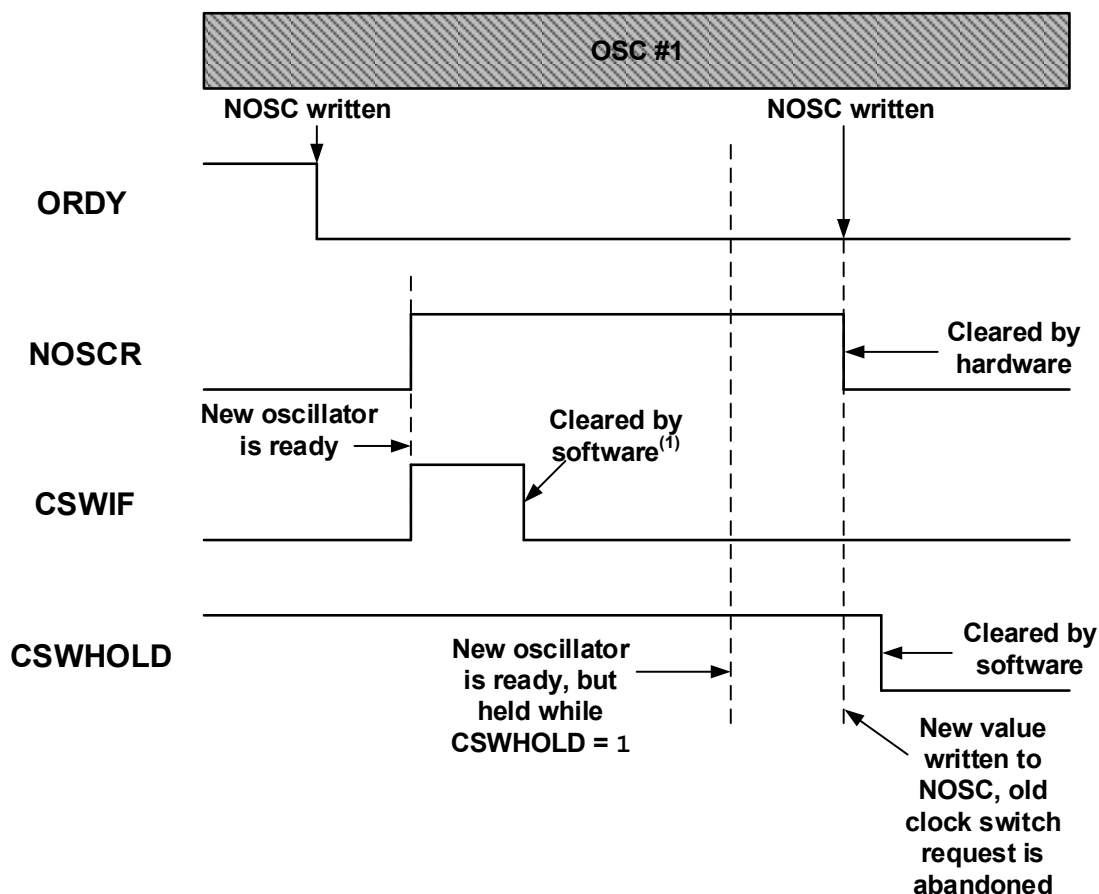 OSC #1
NOSC written
NOSC written
ORDY
NOSCR
Cleared by
hardware
New oscillator
is ready
Cleared by
software(1)
CSWIF
CSWHOLD
New oscillator
is ready, but
held while
CSWHOLD = 1
Cleared by
software
New value
written to
NOSC, old
clock switch
request is
abandoned